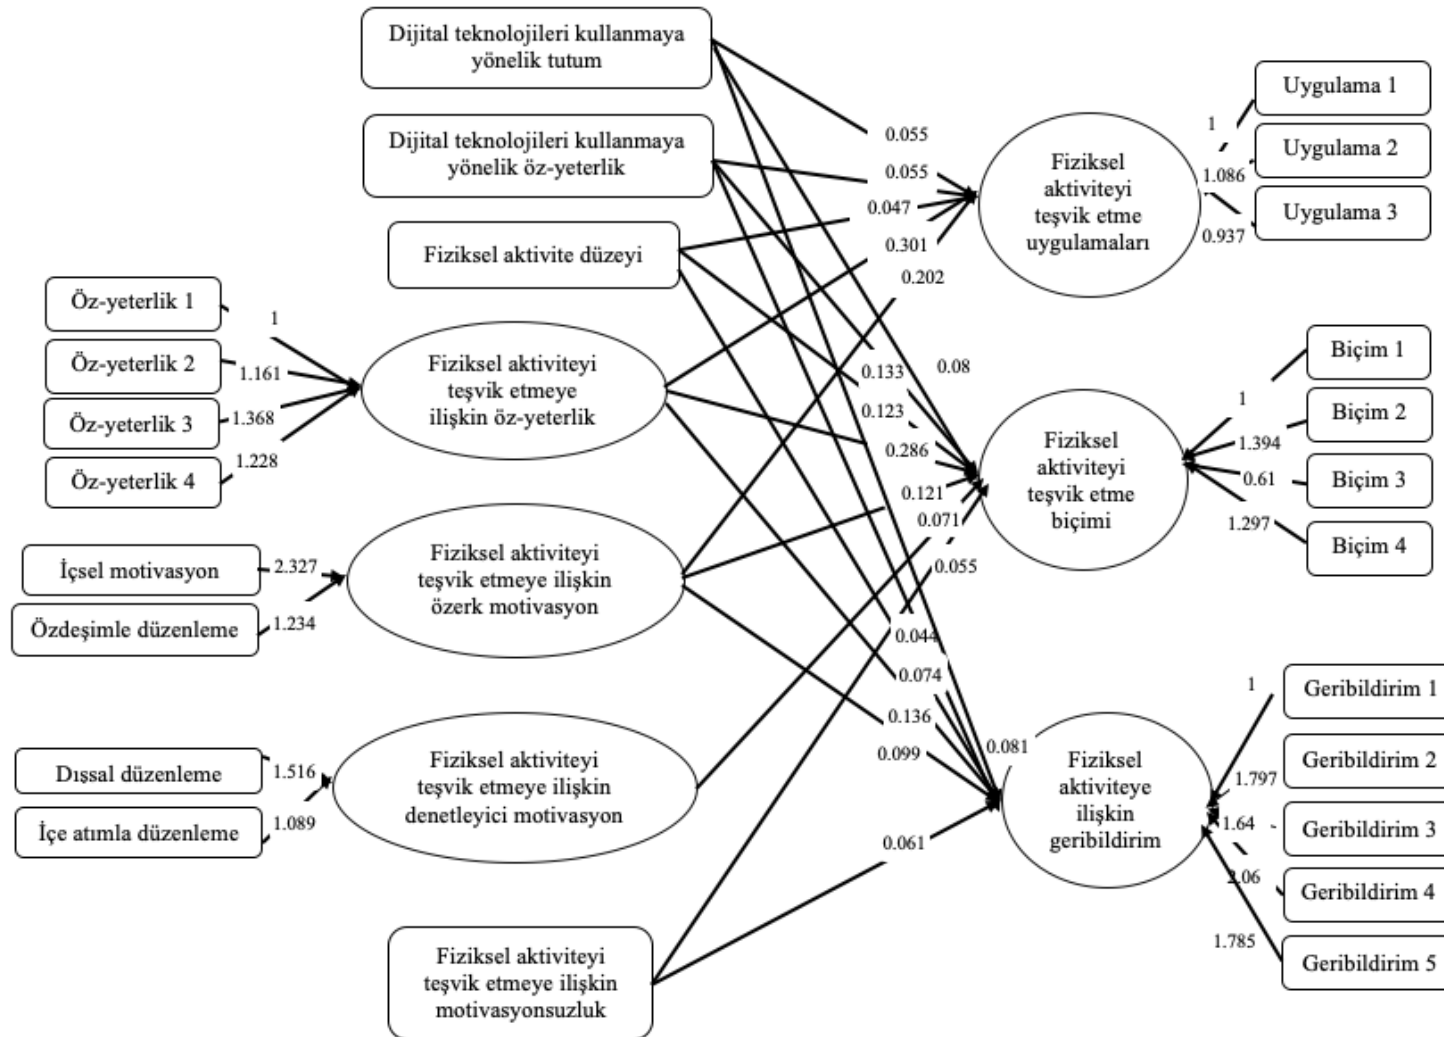 Dijital teknolojileri kullanmaya
yönelik tutum
Dijital teknolojileri kullanmaya
yönelik öz-yeterlik
Fiziksel aktivite düzeyi
Öz-yeterlik 1
Öz-yeterlik 2
Öz-yeterlik 3
Öz-yeterlik 4
1
1.161
1.368
1.228
Fiziksel aktiviteyi
teşvik etmeye
ilişkin öz-yeterlik
İçsel motivasyon
Özdeşimle düzenleme
2.327
1.234
Fiziksel aktiviteyi
teşvik etmeye ilişkin
özerk motivasyon
Dışsal düzenleme
İçe atımla düzenleme
1.516
1.089
Fiziksel aktiviteyi
teşvik etmeye ilişkin
denetleyici motivasyon
Fiziksel aktiviteyi
teşvik etmeye ilişkin
motivasyonsuzluk
0.055
0.055
0.047
0.301
0.202
0.133
0.08
0.123
0.286
0.121
0.071
0.055
0.044
0.074
0.136
0.099
0.081
0.061
Fiziksel
aktiviteyi
teşvik etme
uygulamaları
1
1.086
0.937
Uygulama 1
Uygulama 2
Uygulama 3
Fiziksel
aktiviteyi
teşvik etme
biçimi
1
1.394
0.61
1.297
Biçim 1
Biçim 2
Biçim 3
Biçim 4
Fiziksel
aktiviteye
ilişkin
geribildirim
1
1.797
1.64
2.06
1.785
Geribildirim 1
Geribildirim 2
Geribildirim 3
Geribildirim 4
Geribildirim 5